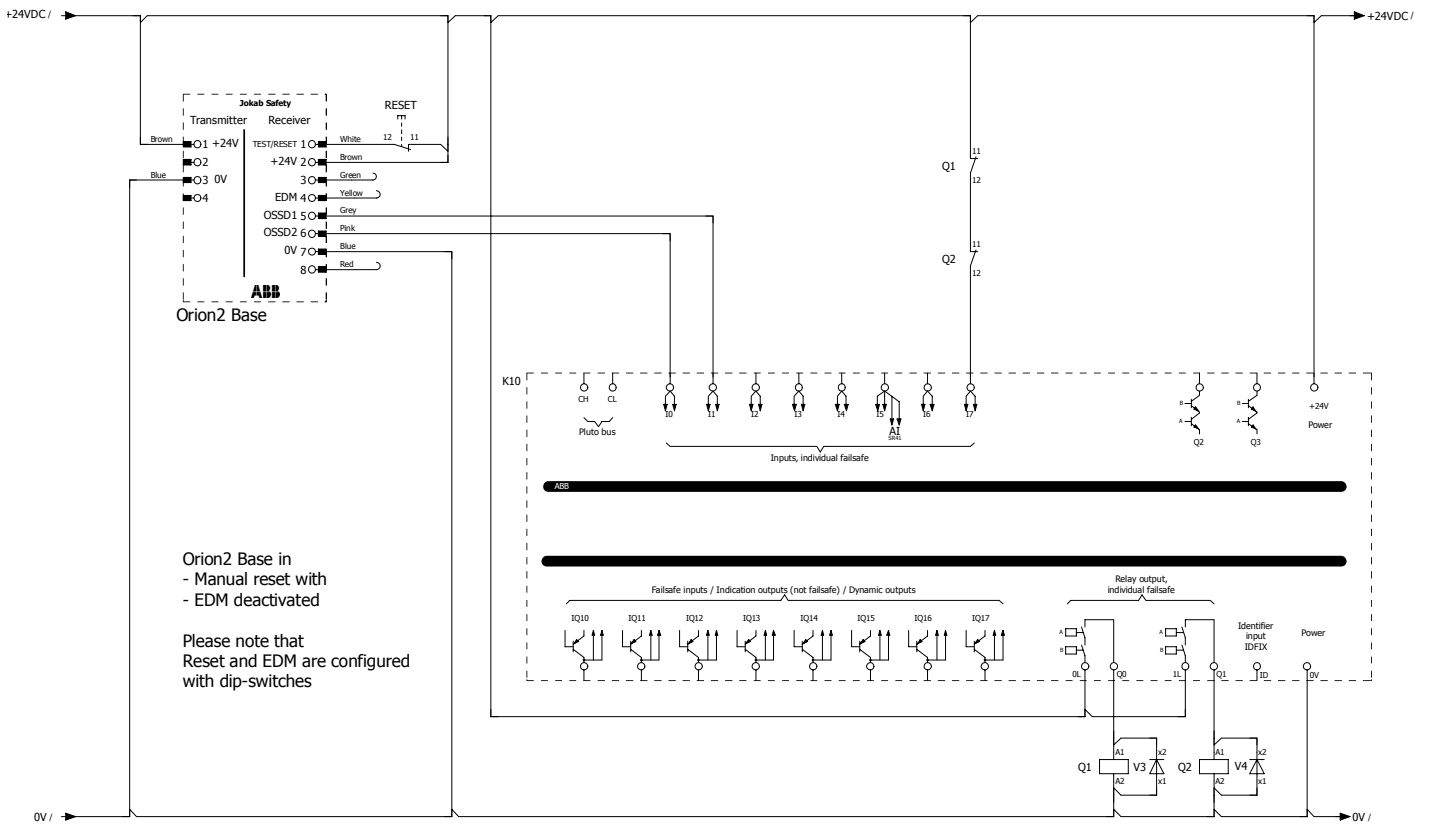 +24VDC /
+24VDC /
Jokab Safety
Transmitter Receiver
RESET
Brown 1 +24V TEST/RESET 1 White 12 11
2 +24V 2 Brown
Blue 3 0V 3 Green
4 EDM 4 Yellow
OSSD1 5 Grey
OSSD2 6 Pink
0V 7 Blue
8 Red
ABB
Orion2 Base
Q1 11 12
Q2 11 12
K10
CH CL
Pluto bus
I0 I1 I2 I3 I4 I5 I6 I7
AI
SR41
Inputs, individual failsafe
B A Q2
B A Q3
+24V
Power
ABB
Orion2 Base in
- Manual reset with
- EDM deactivated
Please note that
Reset and EDM are configured
with dip-switches
Failsafe inputs / Indication outputs (not failsafe) / Dynamic outputs
IQ10 IQ11 IQ12 IQ13 IQ14 IQ15 IQ16 IQ17
Relay output,
individual failsafe
A B A B
Identifier
input
IDFIX
Power
0L Q0 1L Q1 ID 0V
Q1 A1 A2 V3 x2 x1
Q2 A1 A2 V4 x2 x1
0V /
0V /